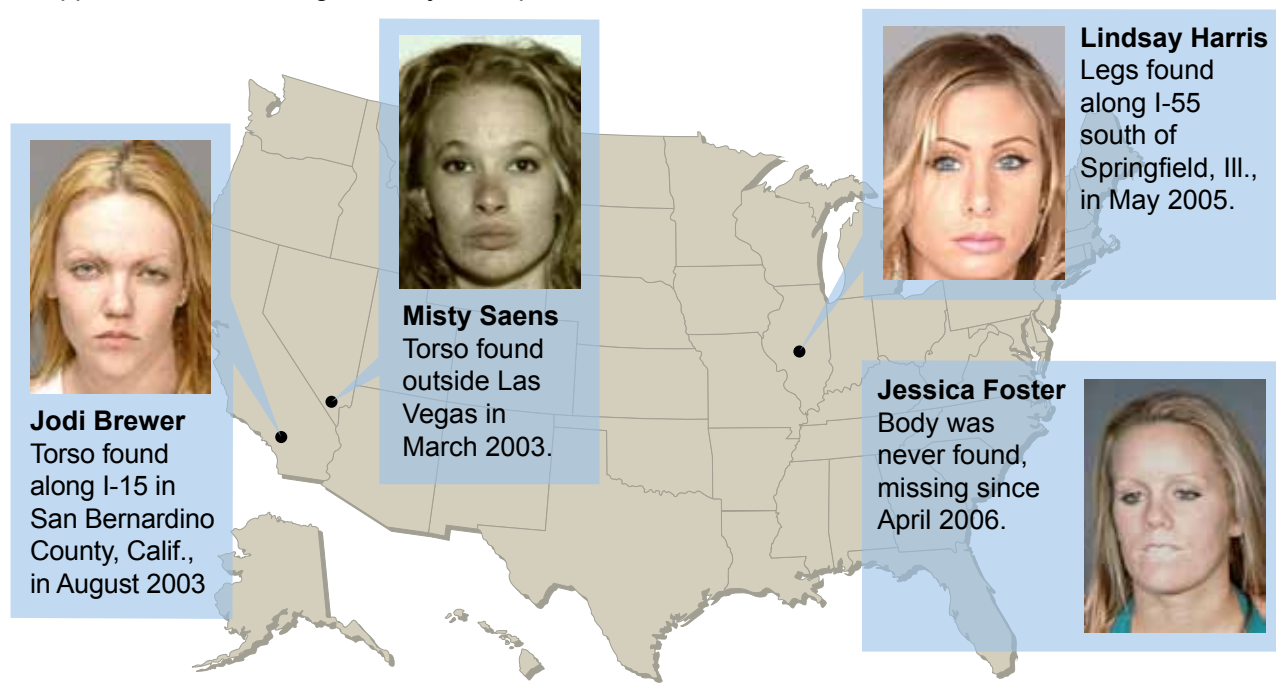 Jodi Brewer
Torso found
along I-15 in
San Bernardino
County, Calif.,
in August 2003
Misty Saens
Torso found
outside Las
Vegas in
March 2003.
Lindsay Harris
Legs found
along I-55
south of
Springfield, Ill.,
in May 2005.
Jessica Foster
Body was
never found,
missing since
April 2006.